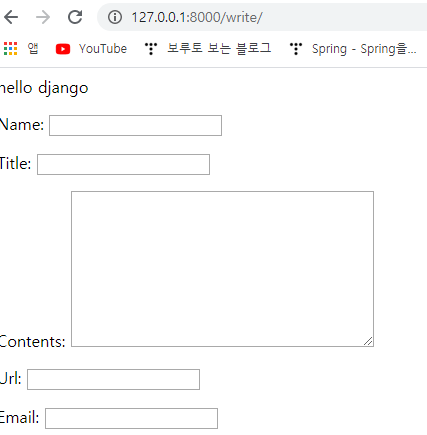 127.0.0.1:8000/write/
앱 YouTube 보루토 보는 블로그 Spring - Spring을...
hello django
Name:
Title:
Contents:
Url:
Email: